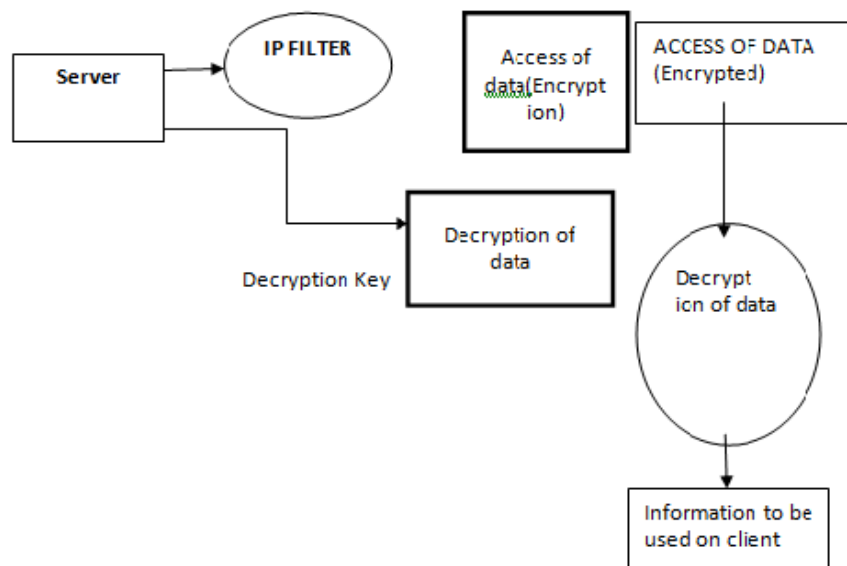 Server
IP FILTER
Access of
data(Encrypt
ion)
ACCESS OF DATA
(Encrypted)
Decryption of
data
Decryption Key
Decrypt
icn of data
Information to be
used on client